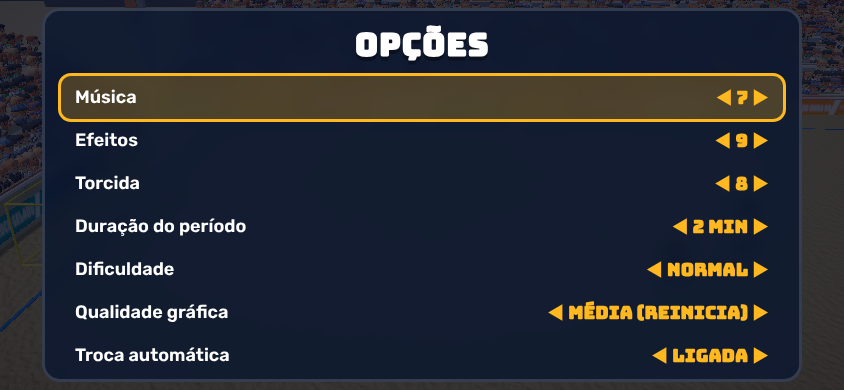 OPÇÕES
Música ◀ 7 ▶
Efeitos ◀ 9 ▶
Torcida ◀ 8 ▶
Duração do período ◀ 2 MIN ▶
Dificuldade ◀ NORMAL ▶
Qualidade gráfica ◀ MÉDIA (REINICIA) ▶
Troca automática ◀ LIGADA ▶